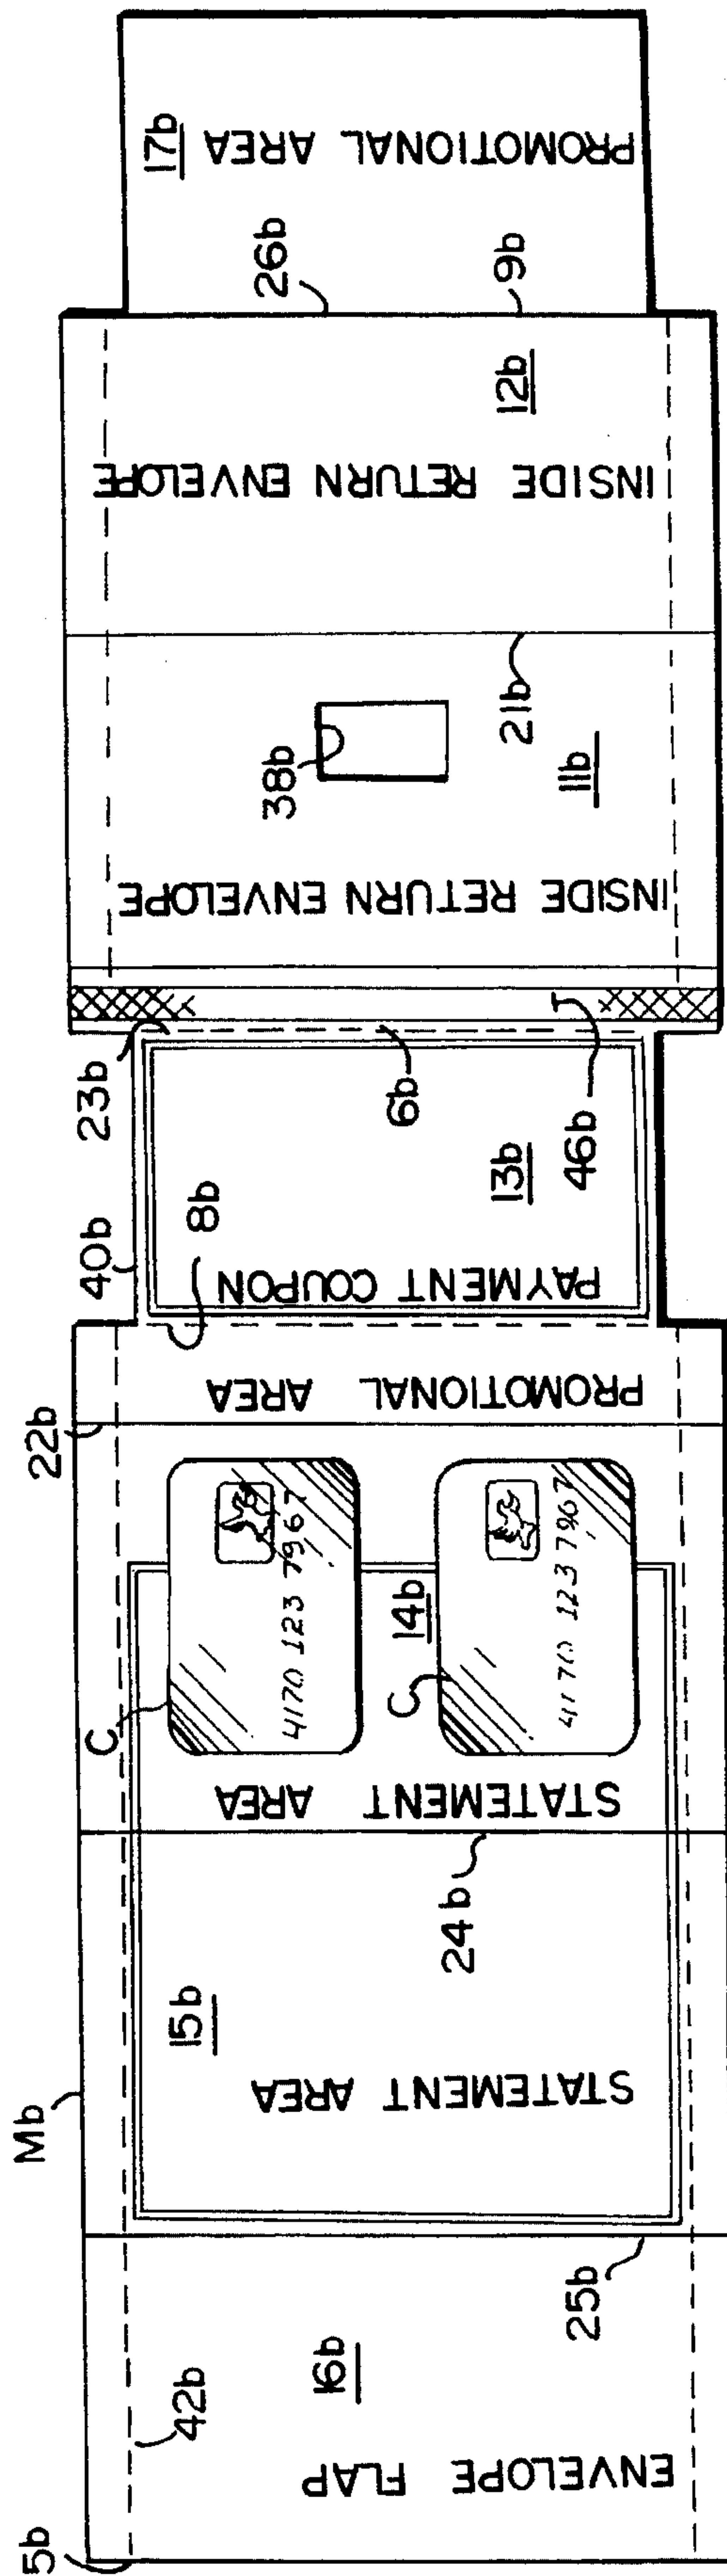 PROMOTIONAL AREA
17b
26b
9b
12b
INSIDE RETURN ENVELOPE
21b
38b
11b
INSIDE RETURN ENVELOPE
23b
6b
46b
40b
13b
8b
PAYMENT COUPON
22b
PROMOTIONAL AREA
4170 123 7967
14b
4170 123 7967
C
C
STATEMENT AREA
24b
Mb
15b
STATEMENT AREA
25b
16b
42b
ENVELOPE FLAP
5b